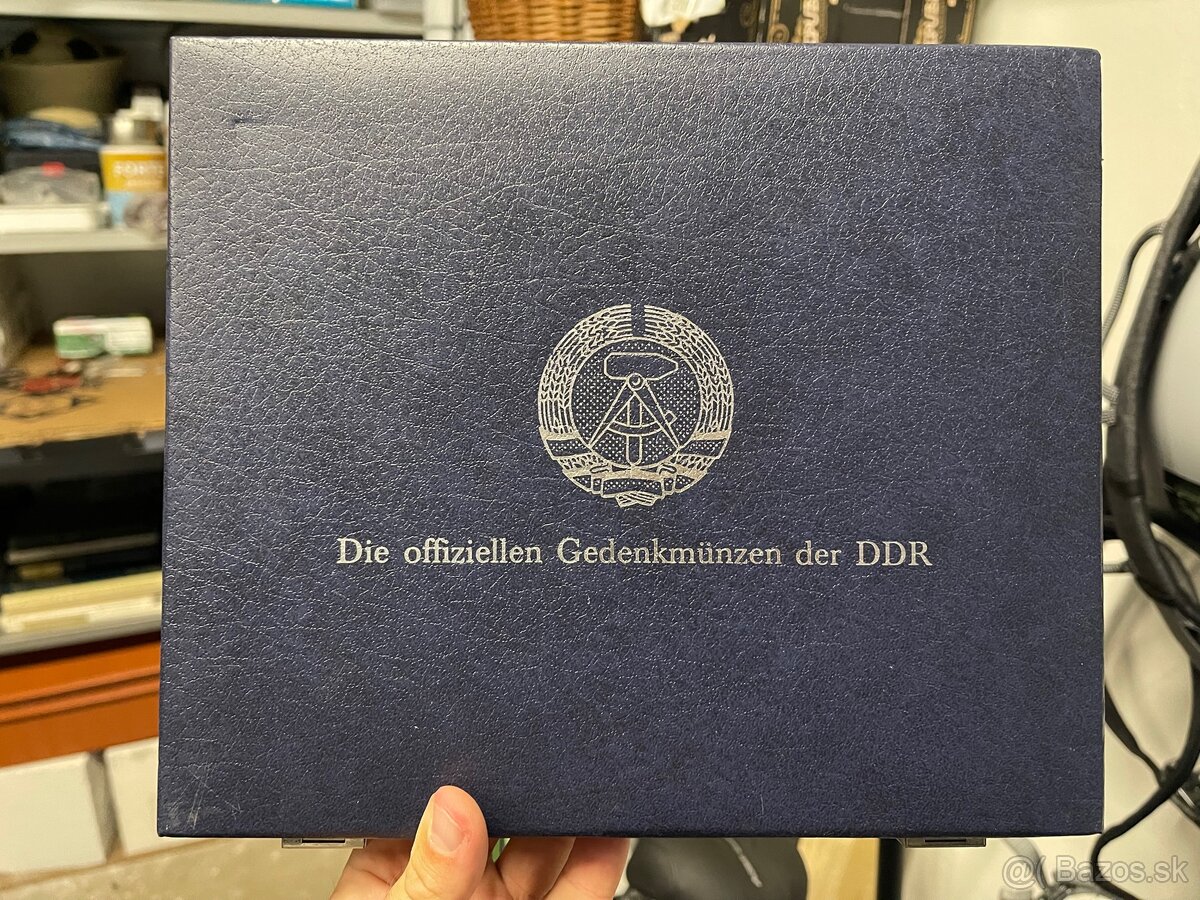 Die offiziellen Gedenkmünzen der DDR
@( Bazos.sk